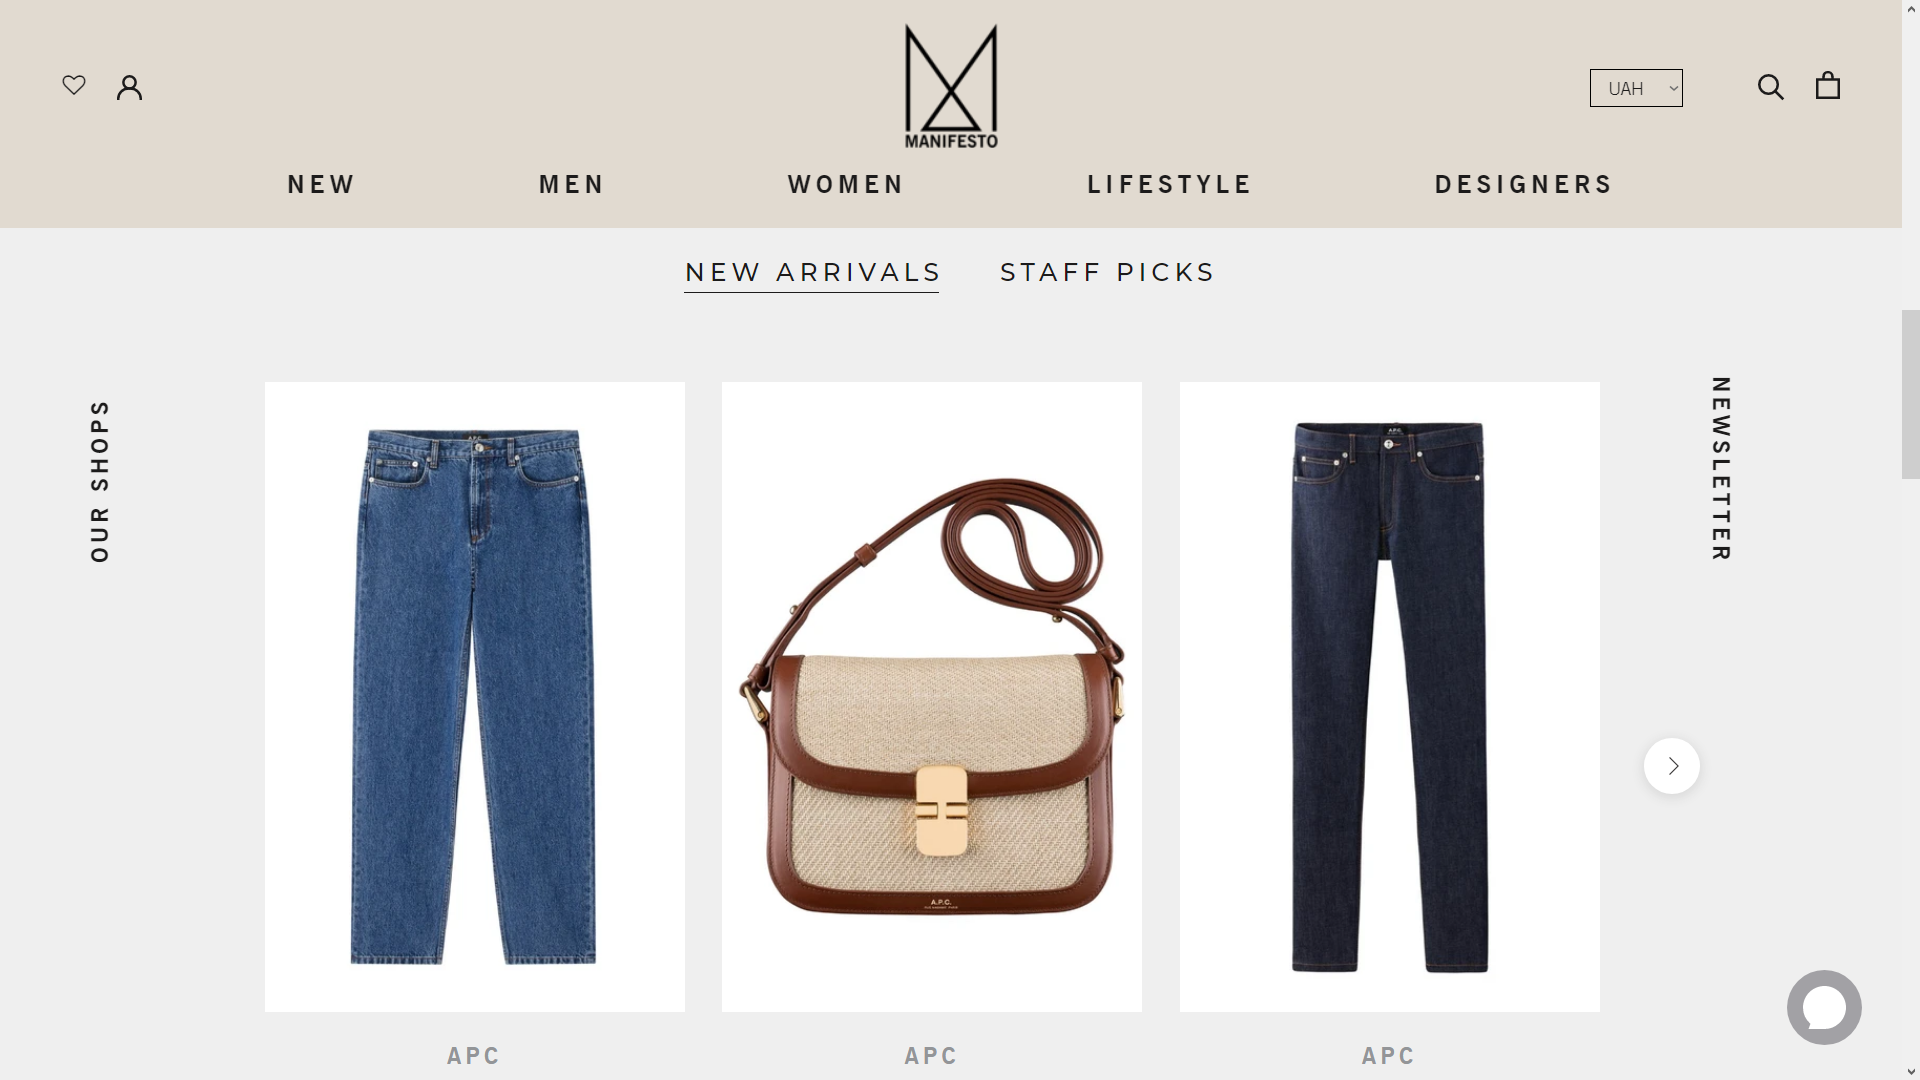 MANIFESTO
UAH
NEW
MEN
WOMEN
LIFESTYLE
DESIGNERS
NEW ARRIVALS
STAFF PICKS
OUR SHOPS
NEWSLETTER
A.P.C.
A.P.C.
A.P.C.
APC
APC
APC